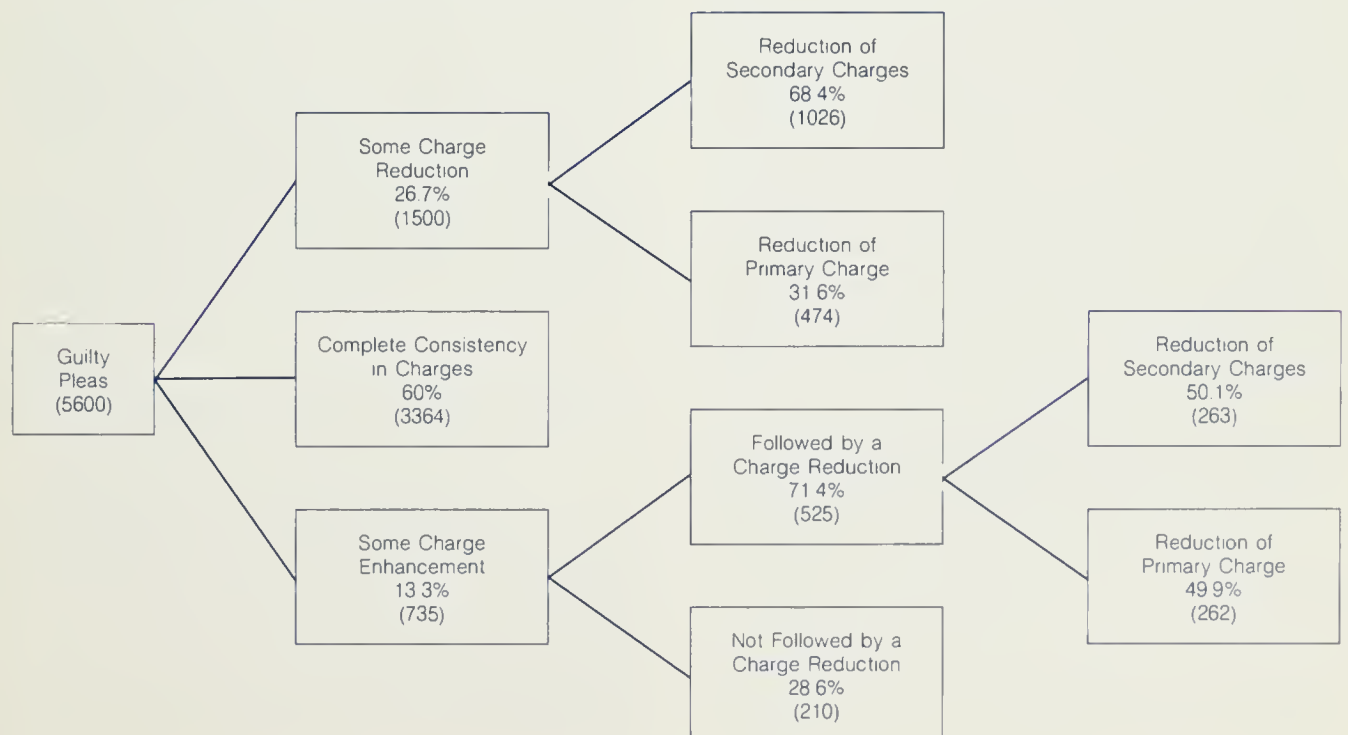 Guilty
Pleas
(5600)
Some Charge
Reduction
26.7%
(1500)
Reduction of
Secondary Charges
68.4%
(1026)
Reduction of
Primary Charge
31.6%
(474)
Complete Consistency
in Charges
60%
(3364)
Some Charge
Enhancement
13.3%
(735)
Followed by a
Charge Reduction
71.4%
(525)
Reduction of
Secondary Charges
50.1%
(263)
Reduction of
Primary Charge
49.9%
(262)
Not Followed by a
Charge Reduction
28.6%
(210)